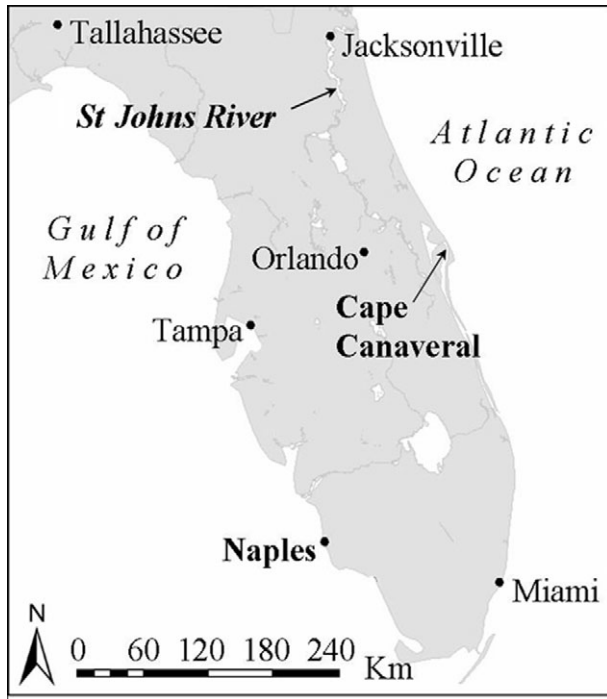 Tallahassee
Jacksonville
St Johns River
Atlantic
Ocean
Gulf of
Mexico
Orlando
Cape
Canaveral
Tampa
Naples
Miami
N
0 60 120 180 240
Km